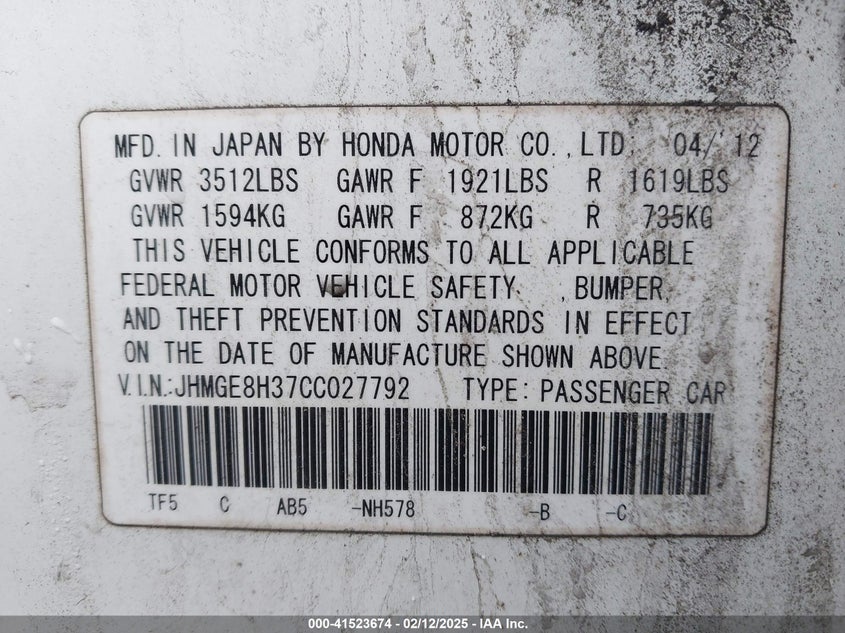 MFD. IN JAPAN BY HONDA MOTOR CO., LTD. 04/'12
GVWR 3512LBS GAWR F 1921LBS R 1619LBS
GVWR 1594KG GAWR F 872KG R 735KG
THIS VEHICLE CONFORMS TO ALL APPLICABLE
FEDERAL MOTOR VEHICLE SAFETY , BUMPER,
AND THEFT PREVENTION STANDARDS IN EFFECT
ON THE DATE OF MANUFACTURE SHOWN ABOVE.
V.I.N.:JHMGE8H37CC027792 TYPE: PASSENGER CAR
TF5 C AB5 -NH578 -B -C
000-41523674 - 02/12/2025 - © IAA Inc.